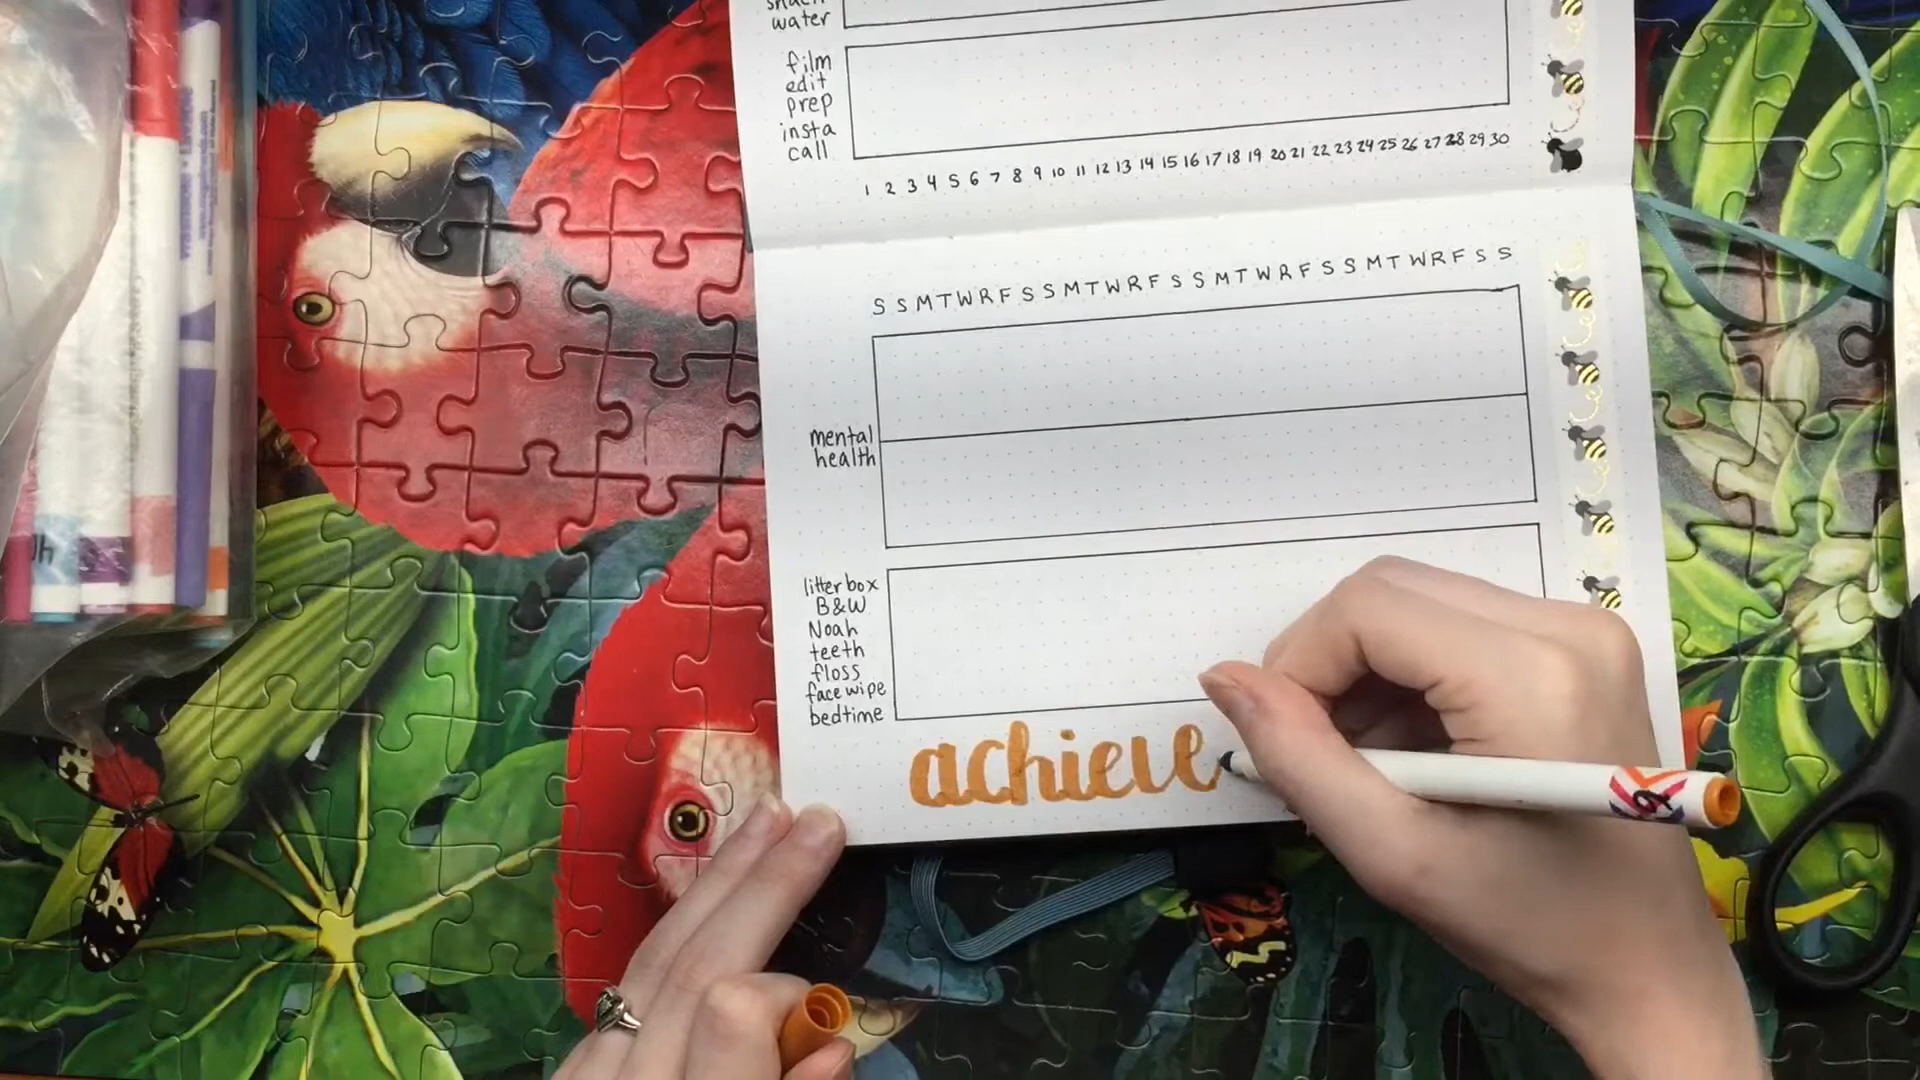 snack
water
film
edit
prep
insta
call
1 2 3 4 5 6 7 8 9 10 11 12 13 14 15 16 17 18 19 20 21 22 23 24 25 26 27 28 29 30
S S M T W R F S S M T W R F S S M T W R F S S M T W R F S S
mental
health
litter box
B&W
Noah
teeth
floss
face wipe
bedtime
achieve